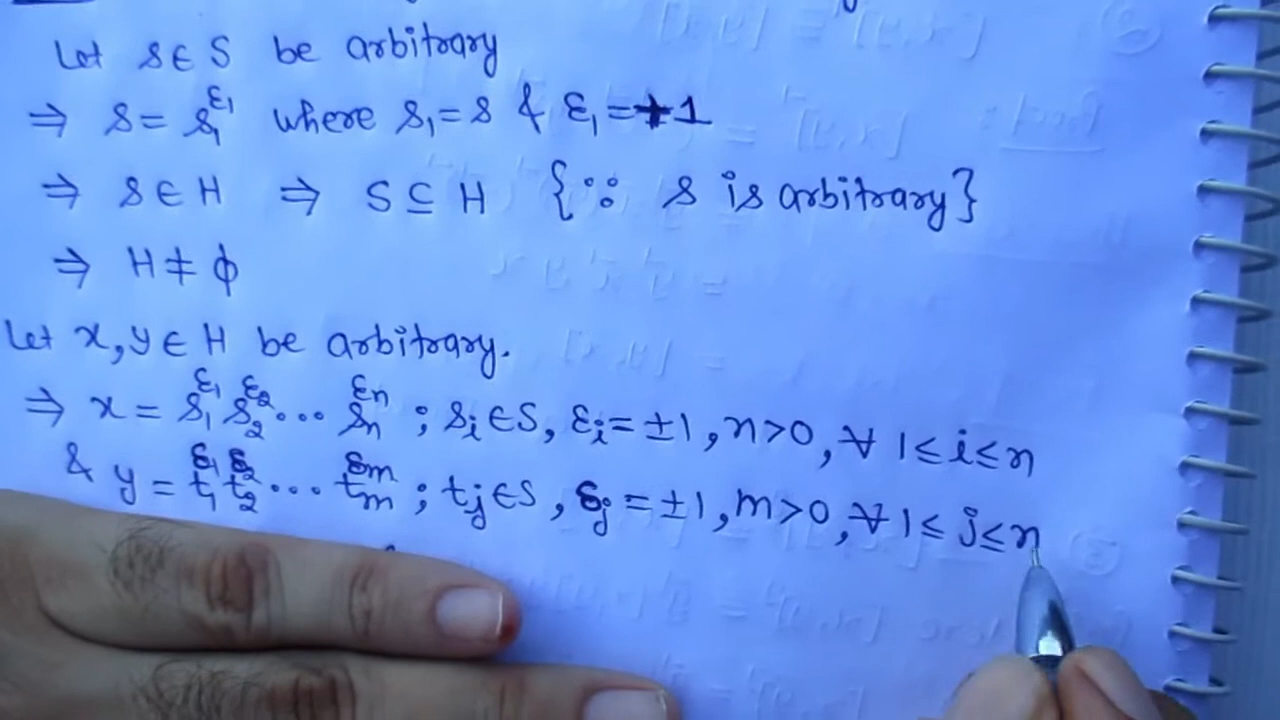 Let s∈S be arbitrary
⇒ s = s₁^ε₁ where s₁ = s & ε₁ = +1
⇒ s∈H ⇒ S⊆H {∵ s is arbitrary}
⇒ H ≠ ϕ
Let x, y ∈ H be arbitrary.
⇒ x = s₁^ε₁ s₂^ε₂ ... sₙ^εₙ ; sᵢ∈S, εᵢ = ±1, n>0, ∀ 1≤i≤n
& y = t₁^δ₁ t₂^δ₂ ... tₘ^δₘ ; tⱼ∈S, δⱼ = ±1, m>0, ∀ 1≤j≤n